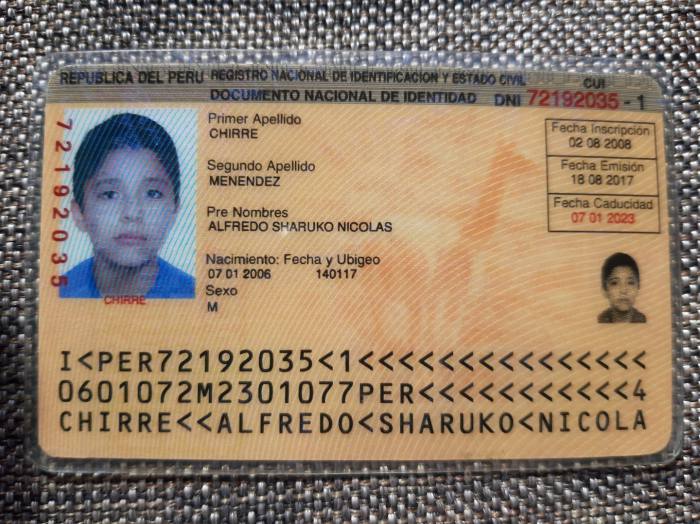 REPUBLICA DEL PERU REGISTRO NACIONAL DE IDENTIFICACION Y ESTADO CIVIL
CUI
DOCUMENTO NACIONAL DE IDENTIDAD DNI 72192035 - 1
72192035
CHIRRE
Primer Apellido
CHIRRE
Segundo Apellido
MENENDEZ
Pre Nombres
ALFREDO SHARUKO NICOLAS
Nacimiento: Fecha y Ubigeo
07 01 2006 140117
Sexo
M
Fecha Inscripción
02 08 2008
Fecha Emisión
18 08 2017
Fecha Caducidad
07 01 2023
I<PER72192035<1<<<<<<<<<<<<<<<
0601072M2301077PER<<<<<<<<<<<4
CHIRRE<<ALFREDO<SHARUKO<NICOLA